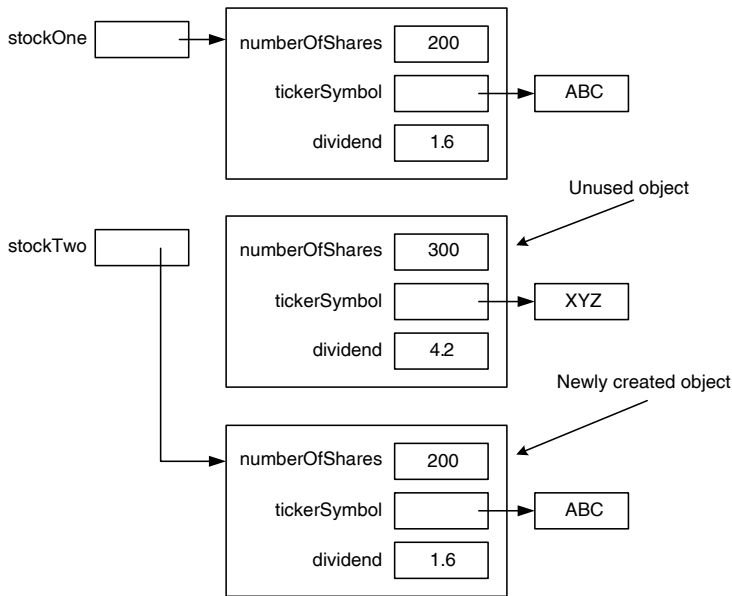 stockOne
numberOfShares 200
tickerSymbol ABC
dividend 1.6
Unused object
stockTwo
numberOfShares 300
tickerSymbol XYZ
dividend 4.2
Newly created object
numberOfShares 200
tickerSymbol ABC
dividend 1.6